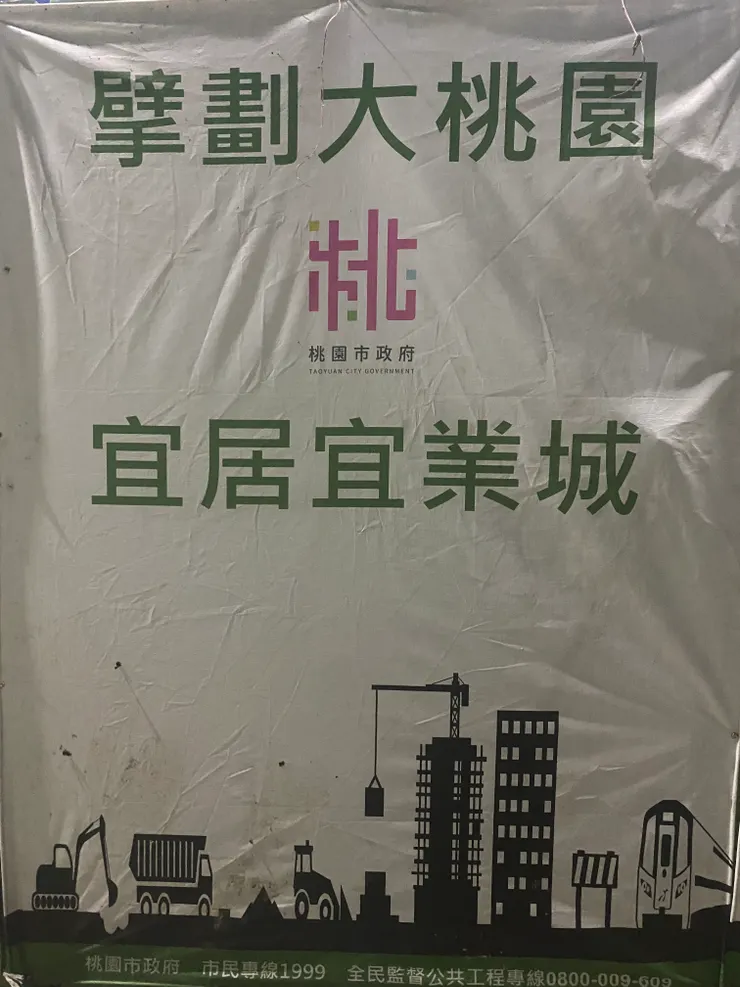 擘劃大桃園
桃園市政府
TAOYUAN CITY GOVERNMENT
宜居宜業城
桃園市政府 市民專線1999 全民監督公共工程專線0800-009-609